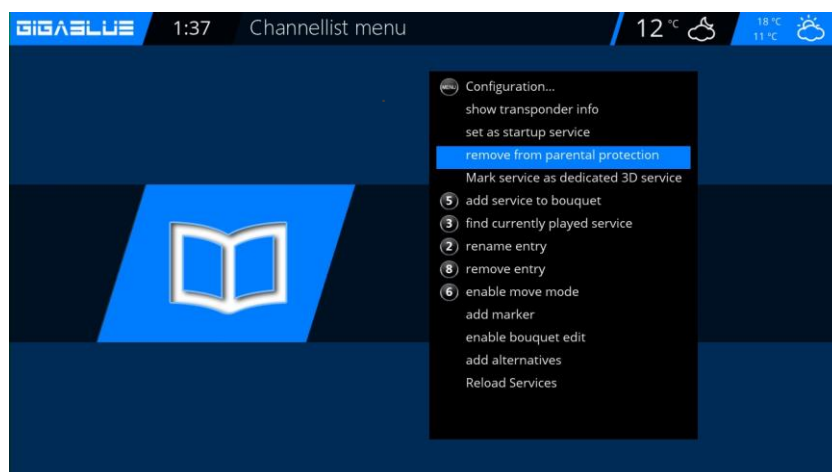 GIGABLUE 1:37 Channellist menu 12 °C 18 °C
11 °C
MENU Configuration...
show transponder info
set as startup service
remove from parental protection
Mark service as dedicated 3D service
5 add service to bouquet
3 find currently played service
2 rename entry
8 remove entry
6 enable move mode
add marker
enable bouquet edit
add alternatives
Reload Services